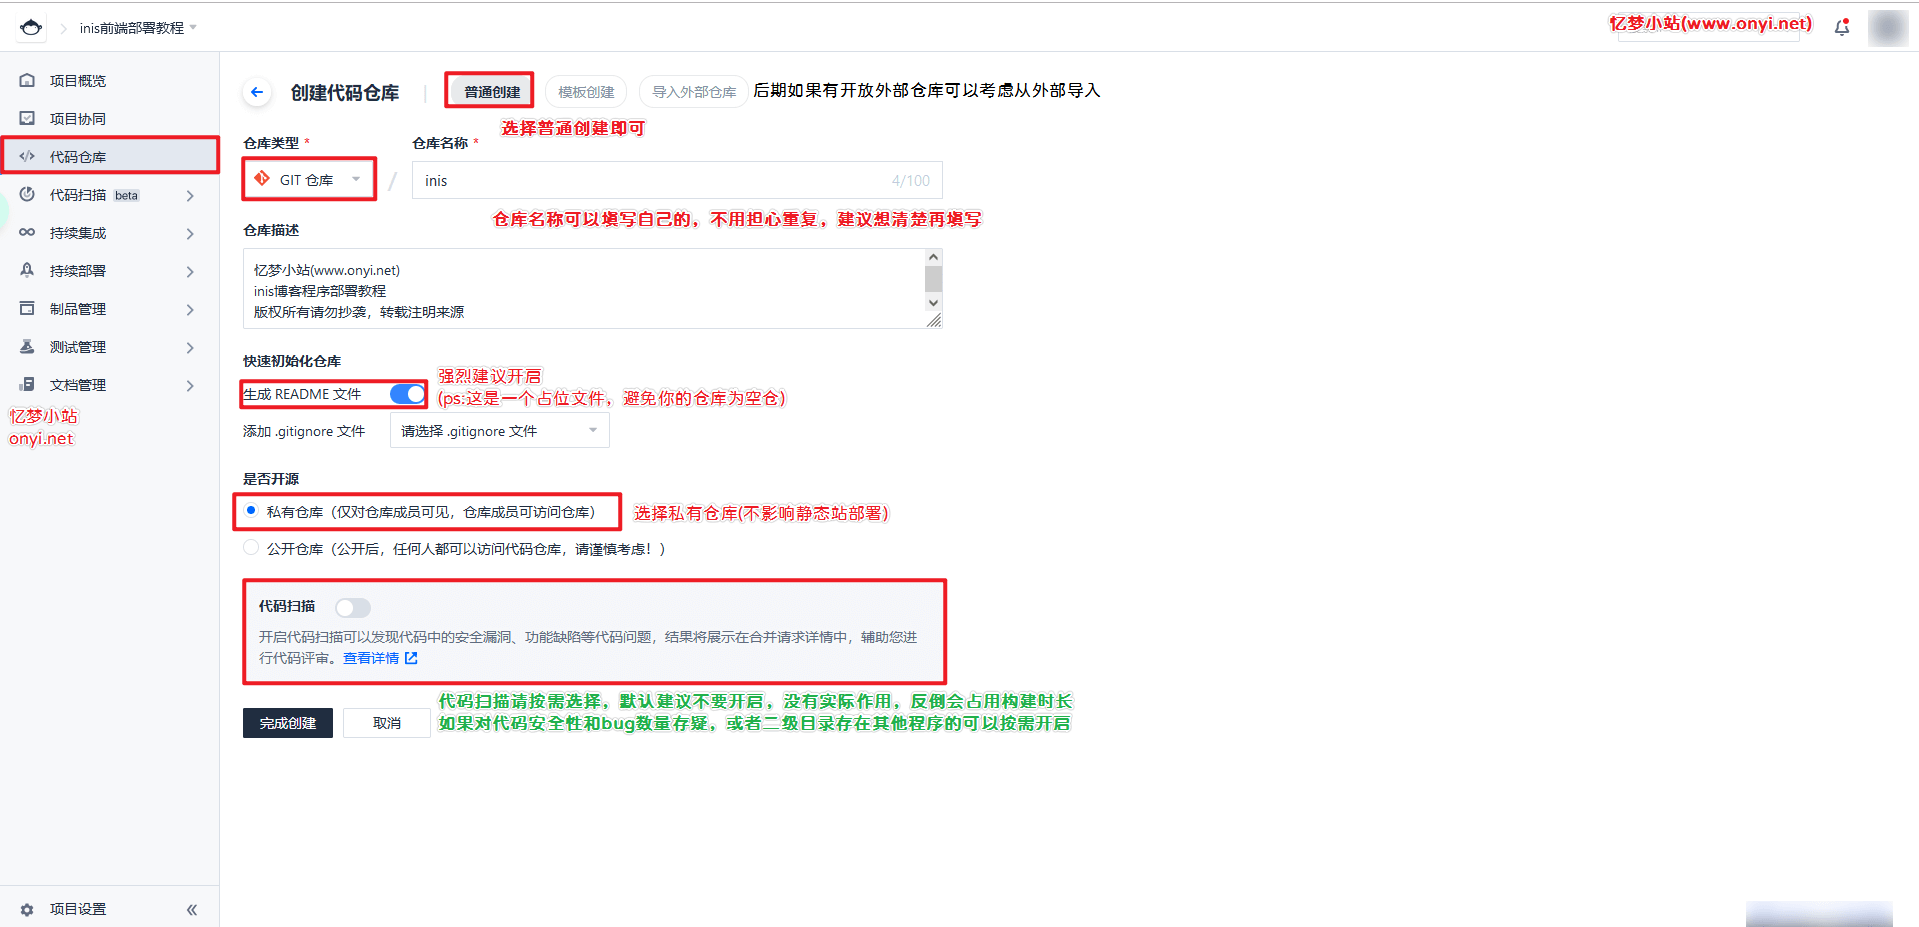 inis前端部署教程
忆梦小站(www.onyi.net)
项目概览
项目协同
代码仓库
代码扫描 beta
持续集成
持续部署
制品管理
测试管理
文档管理
忆梦小站
onyi.net
项目设置
创建代码仓库
普通创建
模板创建
导入外部仓库
后期如果有开放外部仓库可以考虑从外部导入
选择普通创建即可
仓库类型 *
仓库名称 *
GIT 仓库
/
inis
4/100
仓库名称可以填写自己的，不用担心重复，建议想清楚再填写
仓库描述
忆梦小站(www.onyi.net)
inis博客程序部署教程
版权所有请勿抄袭，转载注明来源
快速初始化仓库
生成 README 文件
强烈建议开启
(ps:这是一个占位文件，避免你的仓库为空仓)
添加 .gitignore 文件
请选择 .gitignore 文件
是否开源
私有仓库（仅对仓库成员可见，仓库成员可访问仓库）
选择私有仓库(不影响静态站部署)
公开仓库（公开后，任何人都可以访问代码仓库，请谨慎考虑！）
代码扫描
开启代码扫描可以发现代码中的安全漏洞、功能缺陷等代码问题，结果将展示在合并请求详情中，辅助您进
行代码评审。查看详情
代码扫描请按需选择，默认建议不要开启，没有实际作用，反倒会占用构建时长
如果对代码安全性和bug数量存疑，或者二级目录存在其他程序的可以按需开启
完成创建
取消